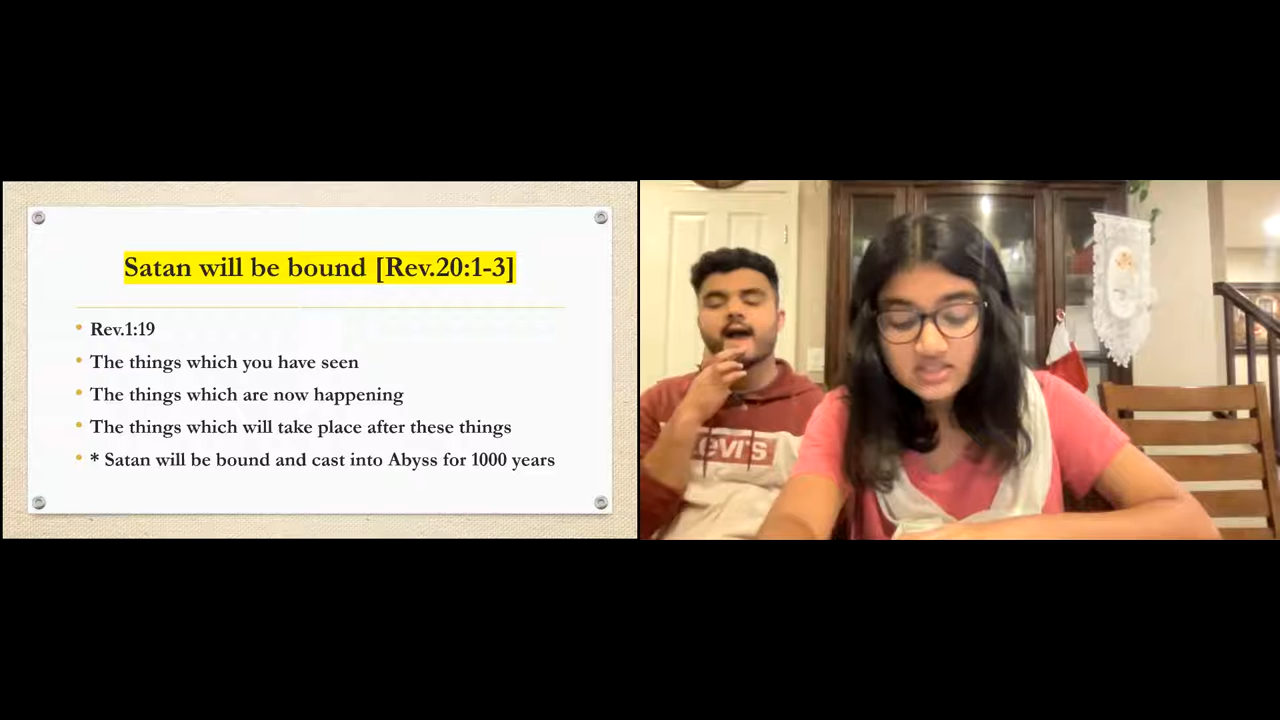 Satan will be bound [Rev.20:1-3]
Rev.1:19
The things which you have seen
The things which are now happening
The things which will take place after these things
* Satan will be bound and cast into Abyss for 1000 years
evi's